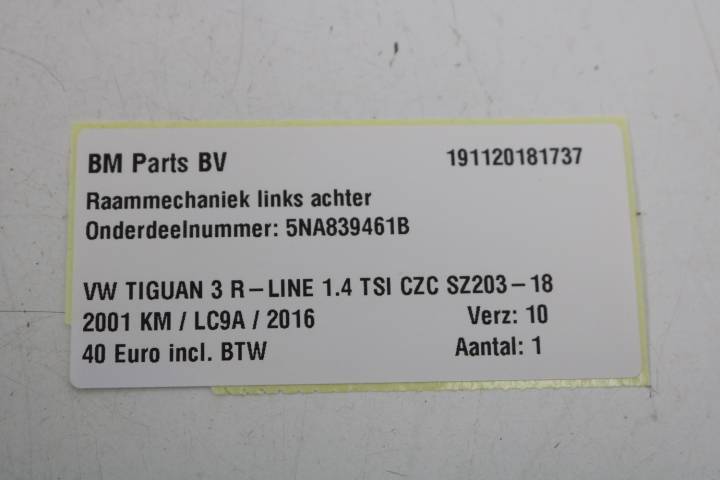 BM Parts BV 191120181737
Raammechaniek links achter
Onderdeelnummer: 5NA839461B
VW TIGUAN 3 R-LINE 1.4 TSI CZC SZ203-18
2001 KM / LC9A / 2016 Verz: 10
40 Euro incl. BTW Aantal: 1